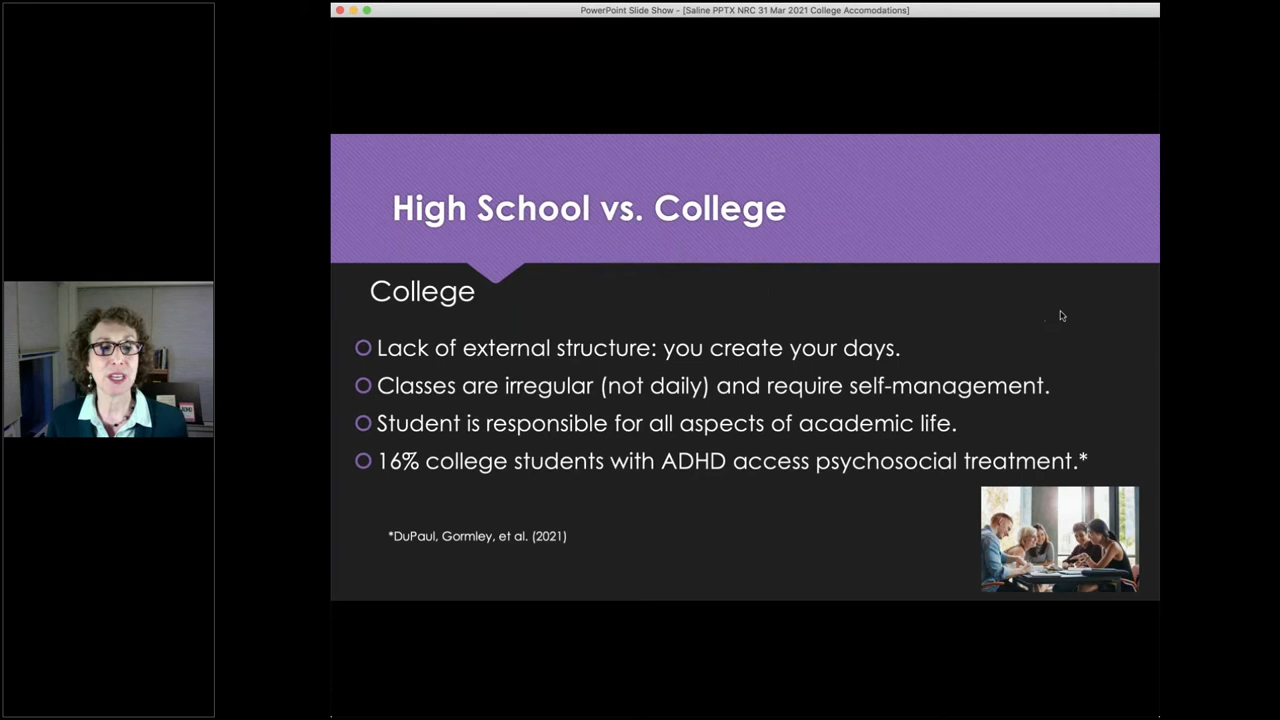 PowerPoint Slide Show - [Saline PPTX NRC 31 Mar 2021 College Accomodations]
High School vs. College
College
Lack of external structure: you create your days.
Classes are irregular (not daily) and require self-management.
Student is responsible for all aspects of academic life.
16% college students with ADHD access psychosocial treatment.*
*DuPaul, Gormley, et al. (2021)
ADHD